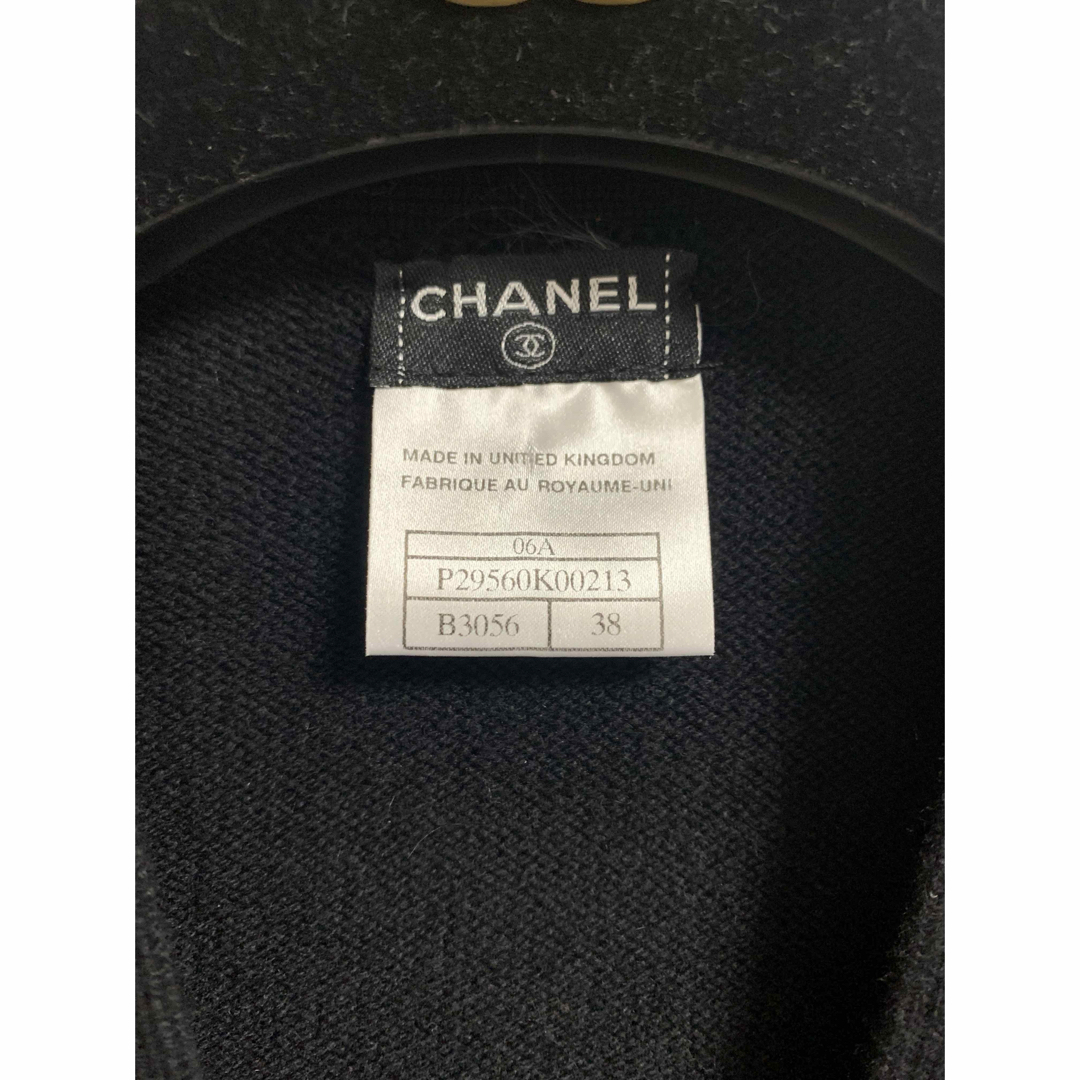 CHANEL
MADE IN UNITED KINGDOM
FABRIQUE AU ROYAUME-UNI
06A
P29560K00213
B3056 38